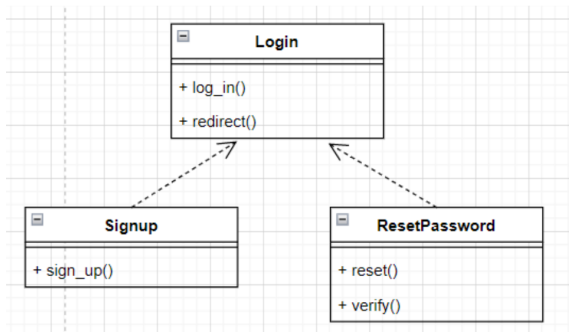 Login
+ log_in()
+ redirect()
Signup
+ sign_up()
ResetPassword
+ reset()
+ verify()